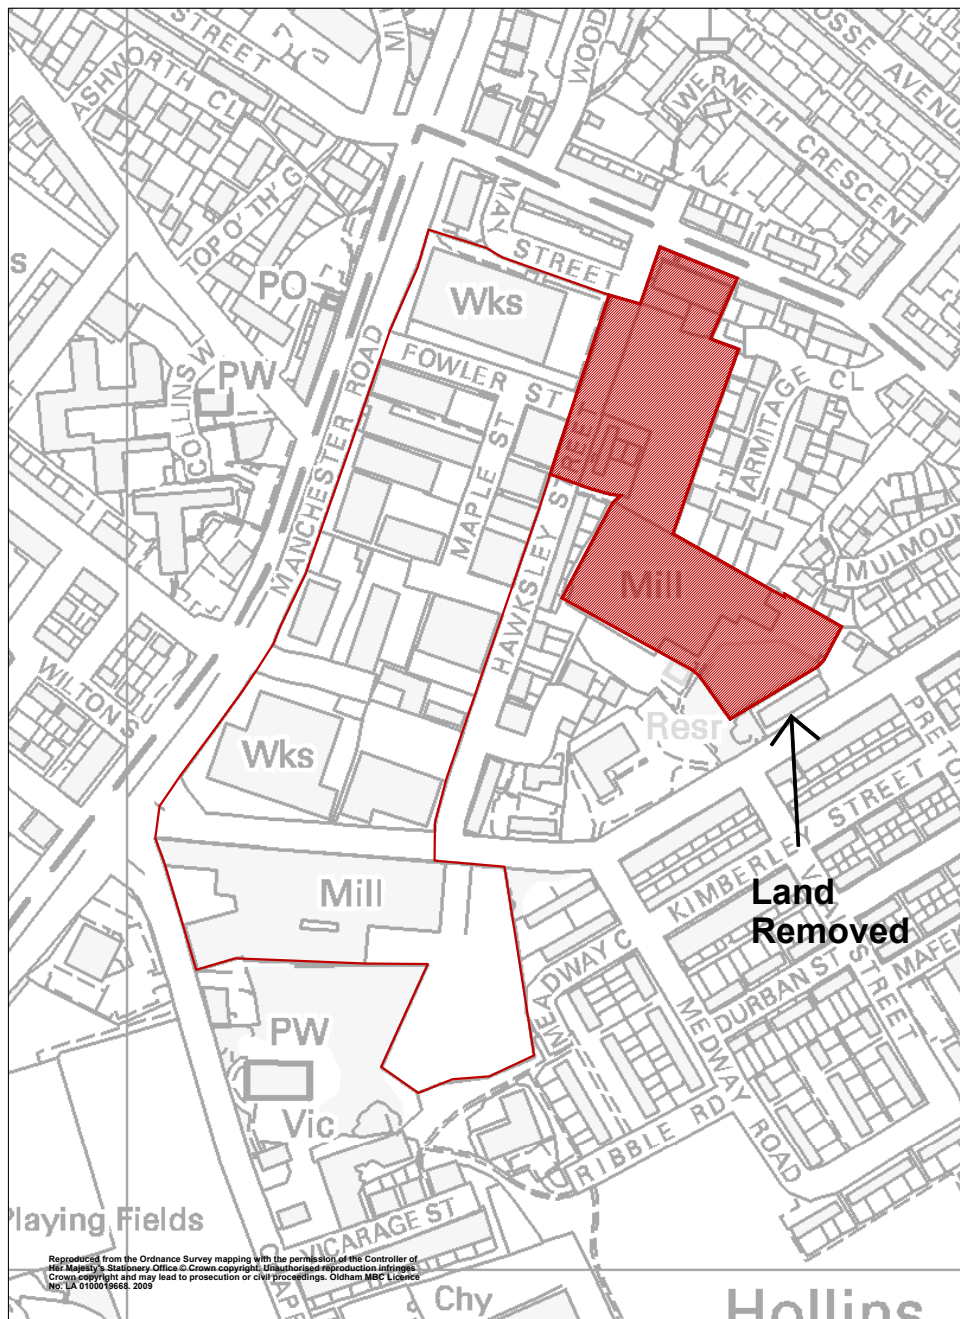 STREET
MI
WOOD
OSSE AVENU
ASHWORTH CL
WERNETH CRESCENT
TOP O' TH' G
MAY
STREET
s
PO
Wks
MANCHESTER ROAD
FOWLER ST
COLLINS W
PW
ARMITAGE CL
MAPLE ST
HAWKSLEY STREET
MULMOU
Mill
WILTON S
Resr
PRET
Wks
KIMBERLEY STREET
Land
Removed
Mill
MEADWAY C
DURBAN ST
STREET
MAFEK
MEDWAY ROAD
PW
Vic
RIBBLE RD
laying Fields
VICARAGE ST
Reproduced from the Ordnance Survey mapping with the permission of the Controller of
Her Majesty's Stationery Office © Crown copyright. Unauthorised reproduction infringes
Crown copyright and may lead to prosecution or civil proceedings. Oldham MBC Licence
No. LA 0100019668. 2009
Chy
Hollins